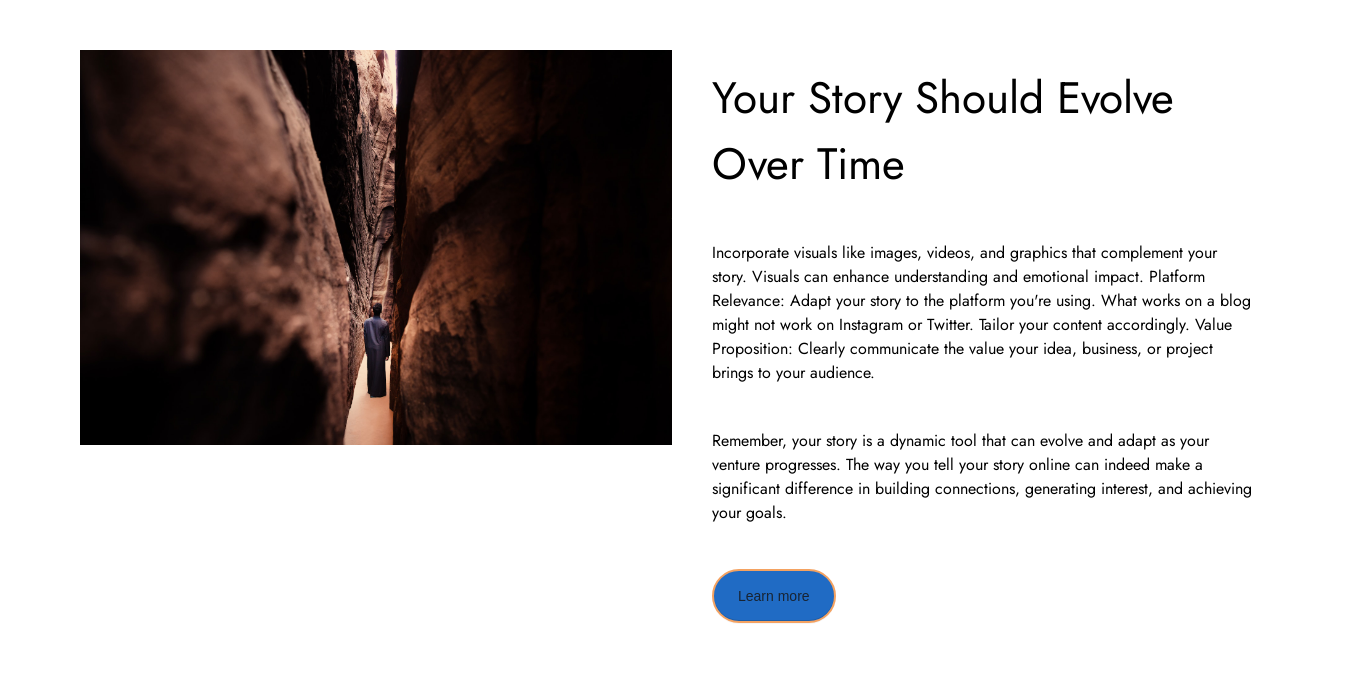 Your Story Should Evolve
Over Time
Incorporate visuals like images, videos, and graphics that complement your
story. Visuals can enhance understanding and emotional impact. Platform
Relevance: Adapt your story to the platform you're using. What works on a blog
might not work on Instagram or Twitter. Tailor your content accordingly. Value
Proposition: Clearly communicate the value your idea, business, or project
brings to your audience.
Remember, your story is a dynamic tool that can evolve and adapt as your
venture progresses. The way you tell your story online can indeed make a
significant difference in building connections, generating interest, and achieving
your goals.
Learn more